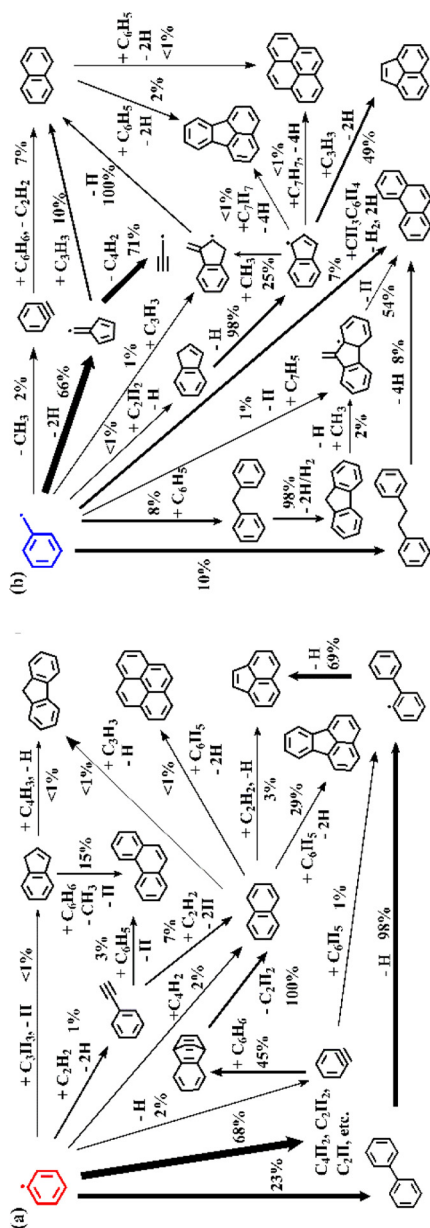 (a)
+ C3H3, - H
<1%
+ C4H3, - H
<1%
+ C2H2
1%
- 2H
+ C6H6
- CH3
- H
15%
<1%
+ C3H3
- H
3%
+ C6H5
- H
7%
+ C2H2
- 2H
+C4H2
2%
<1%
+ C6H5
- 2H
- H
2%
- C2H2
100%
+ C2H2, -H
3%
+ C6H6
45%
29%
+ C6H5
- 2H
68%
23%
C4H2, C2H2,
C2H, etc.
+ C6H5
1%
- H
69%
- H
98%
(b)
- CH3
2%
+ C6H6, - C2H2
7%
- 2H
66%
+ C3H3
10%
- C4H2
71%
- H
100%
+ C6H5
- 2H
<1%
+ C6H5
- 2H
2%
1%
+ C3H3
<1%
+ C2H2
- H
- H
98%
+ CH3
25%
<1%
+C7H7
- 4H
<1%
+C7H7, - 4H
+ C3H3
- 2H
49%
7%
+CH3C6H4
- H2, 2H
1%
- H
+ C7H5
8%
+ C6H5
98%
- 2H/H2
- H
+ CH3
2%
- H
54%
10%
- 4H
8%